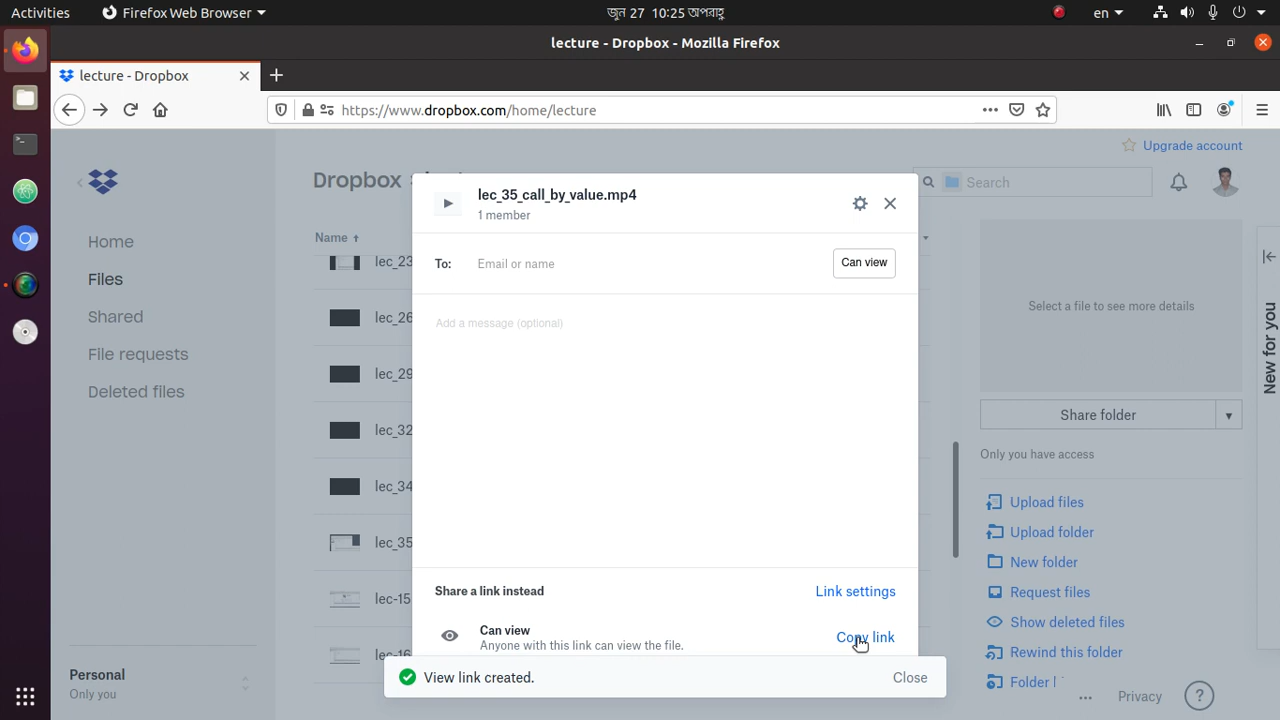 Activities
Firefox Web Browser
জুন 27 10:25 অপরাহ্ণ
en
lecture - Dropbox - Mozilla Firefox
lecture - Dropbox
https://www.dropbox.com/home/lecture
Upgrade account
Dropbox
Search
Home
Files
Shared
File requests
Deleted files
Personal
Only you
Name
lec_23
lec_26
lec_29
lec_32
lec_34
lec_35
lec-15
lec-16
lec_35_call_by_value.mp4
1 member
To:
Email or name
Can view
Add a message (optional)
Share a link instead
Link settings
Can view
Anyone with this link can view the file.
Copy link
View link created.
Close
Select a file to see more details
Share folder
Only you have access
Upload files
Upload folder
New folder
Request files
Show deleted files
Rewind this folder
Folder
Privacy
?
New for you